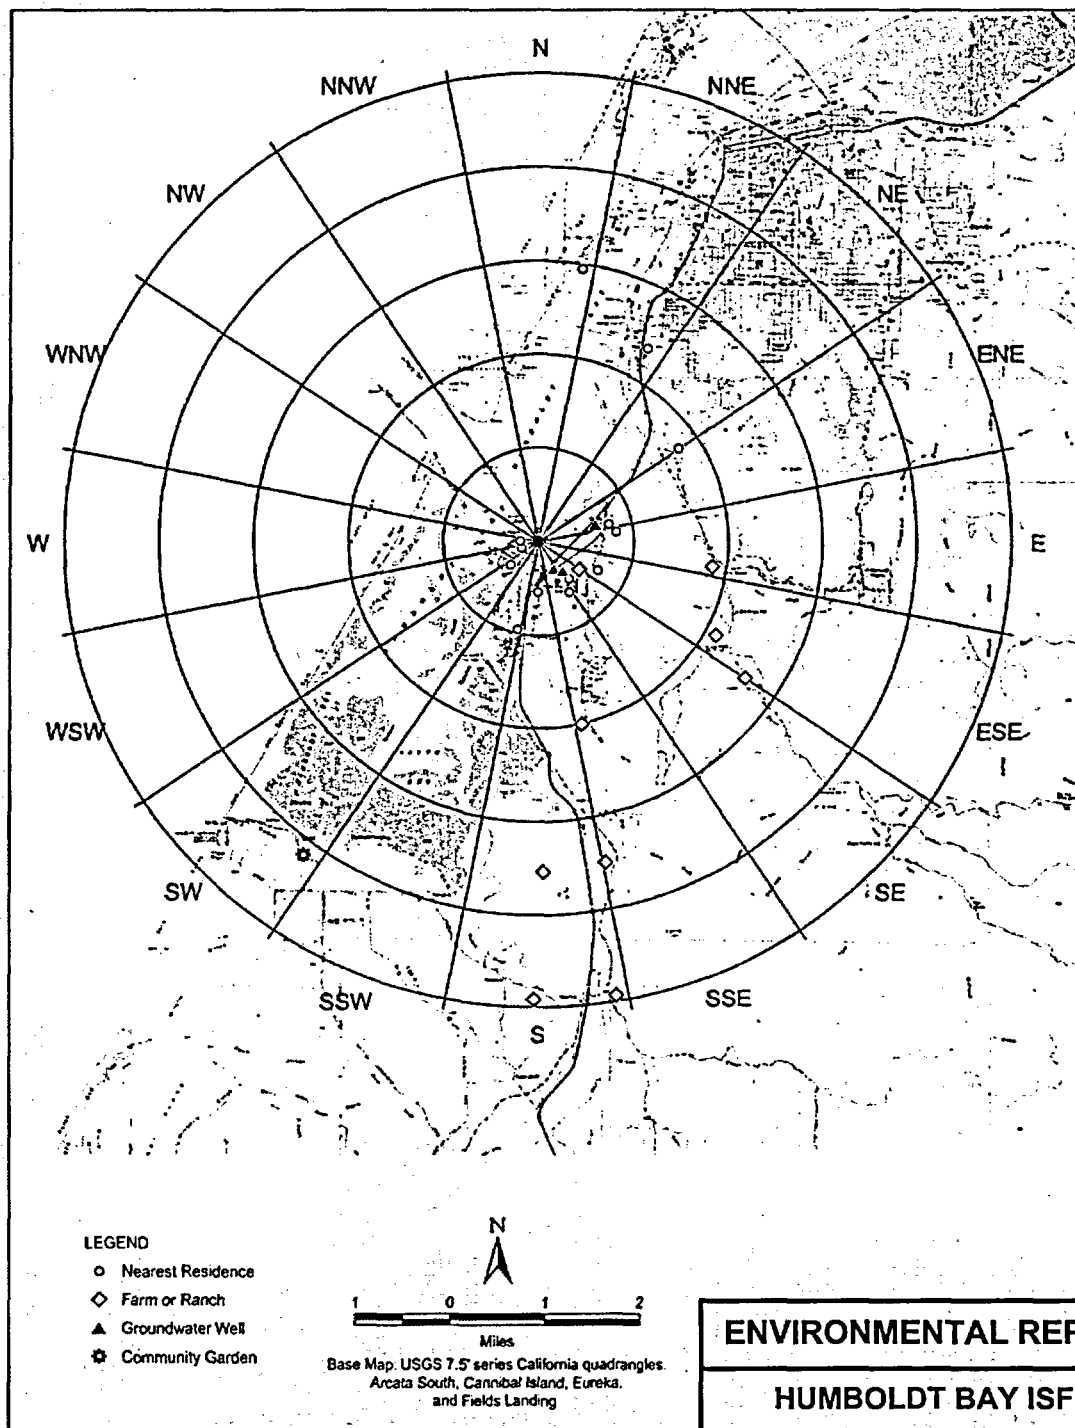 N
NNW
NNE
NW
NE
WNW
ENE
W
E
WSW
ESE
SW
SE
SSW
SSE
S
LEGEND
Nearest Residence
Farm or Ranch
Groundwater Well
Community Garden
N
1 0 1 2
Miles
Base Map: USGS 7.5' series California quadrangles.
Arcata South, Cannibal Island, Eureka,
and Fields Landing
ENVIRONMENTAL REP
HUMBOLDT BAY ISF